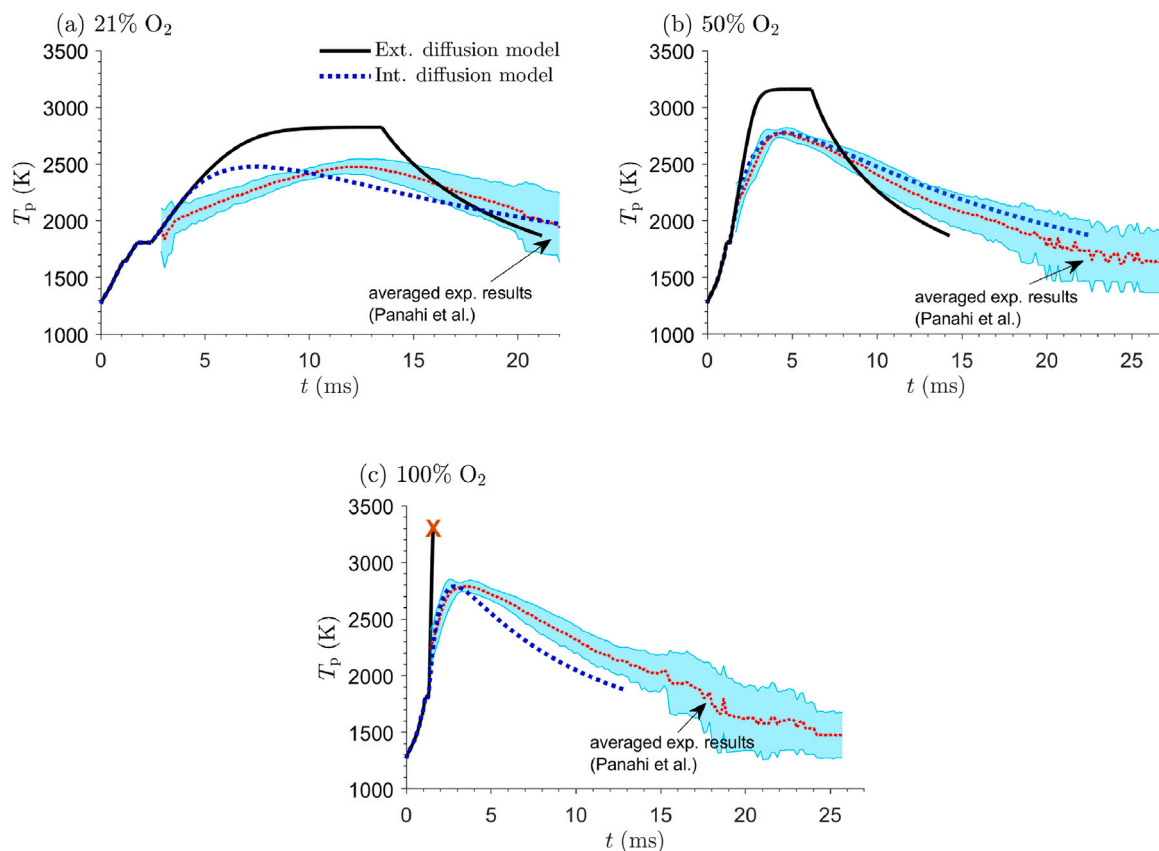 (a) 21% O₂
3500
3000
2500
2000
1500
1000
Tₚ (K)
0 5 10 15 20
t (ms)
Ext. diffusion model
Int. diffusion model
averaged exp. results
(Panahi et al.)
(b) 50% O₂
3500
3000
2500
2000
1500
1000
Tₚ (K)
0 5 10 15 20 25
t (ms)
averaged exp. results
(Panahi et al.)
(c) 100% O₂
3500
3000
2500
2000
1500
1000
Tₚ (K)
0 5 10 15 20 25
t (ms)
X
averaged exp. results
(Panahi et al.)